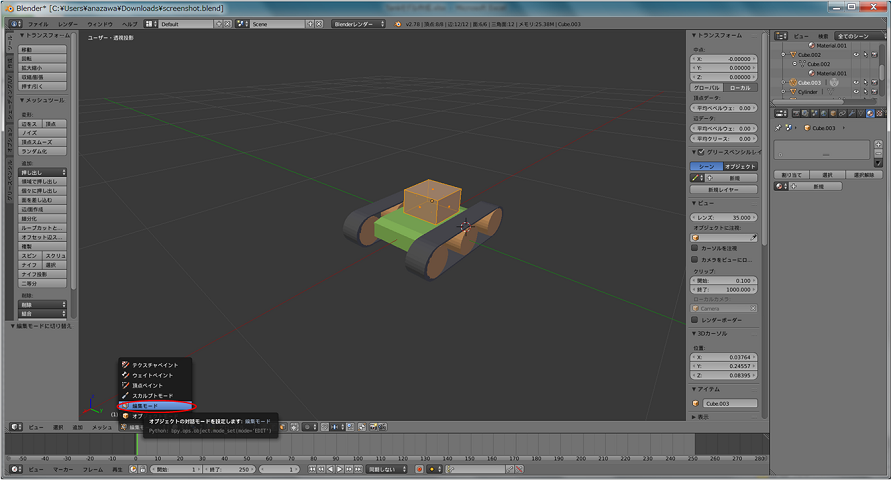 Blender* [C:¥Users¥anazawa¥Downloads¥screenshot.blend]
ファイル レンダー ウィンドウ ヘルプ Default Scene Blenderレンダー v2.78 | 頂点:8/8 | 辺:12/12 | 面:6/6 | 三角面:12 | メモリ:25.38M | Cube.003
ユーザー・透視投影
トランスフォーム
移動
回転
拡大縮小
収縮/膨張
押す/引く
メッシュツール
変形:
辺をス 頂点
ノイズ
頂点スムーズ
ランダム化
追加:
押し出し
領域で押し出し
個々に押し出し
面を差し込む
辺/面作成
細分化
ループカットと...
オフセット辺ス...
複製
スピン スクリュ
ナイフ 選択
ナイフ投影
二等分
削除:
削除
結合
編集モードに切り替え
テクスチャペイント
ウェイトペイント
頂点ペイント
スカルプトモード
編集モード
オブ
オブジェクトの対話モードを設定します: 編集モード
Python: bpy.ops.object.mode_set(mode='EDIT')
ビュー 選択 追加 メッシュ
トランスフォーム
中点:
X: -0.00000
Y: 0.00000
Z: 0.00000
グローバル ローカル
頂点データ:
平均ベベルウェ: 0.00
辺データ:
平均ベベルウェ: 0.00
平均クリース: 0.00
グリースペンシルレイ
シーン オブジェクト
新規
新規レイヤー
ビュー
レンズ: 35.000
オブジェクトに注視:
カーソルを注視
カメラをビューにロ...
クリップ:
開始: 0.100
終了: 1000.000
ローカルカメラ:
Camera
レンダーボーダー
3Dカーソル
位置:
X: 0.03764
Y: 0.24557
Z: 0.08395
アイテム
Cube.003
表示
ビュー 検索 全てのシーン
Material.001
Cube.002
Cube.002
Material.001
Cube.003
Cylinder
Cube.003
割り当て 選択 選択解除
新規
0 10 20 30 40 50 60 70 80 90 100 110 120 130 140 150 160 170 180 190 200 210 220 230 240 250 260 270 280
ビュー マーカー フレーム 再生 開始: 1 終了: 250 1 同期しない